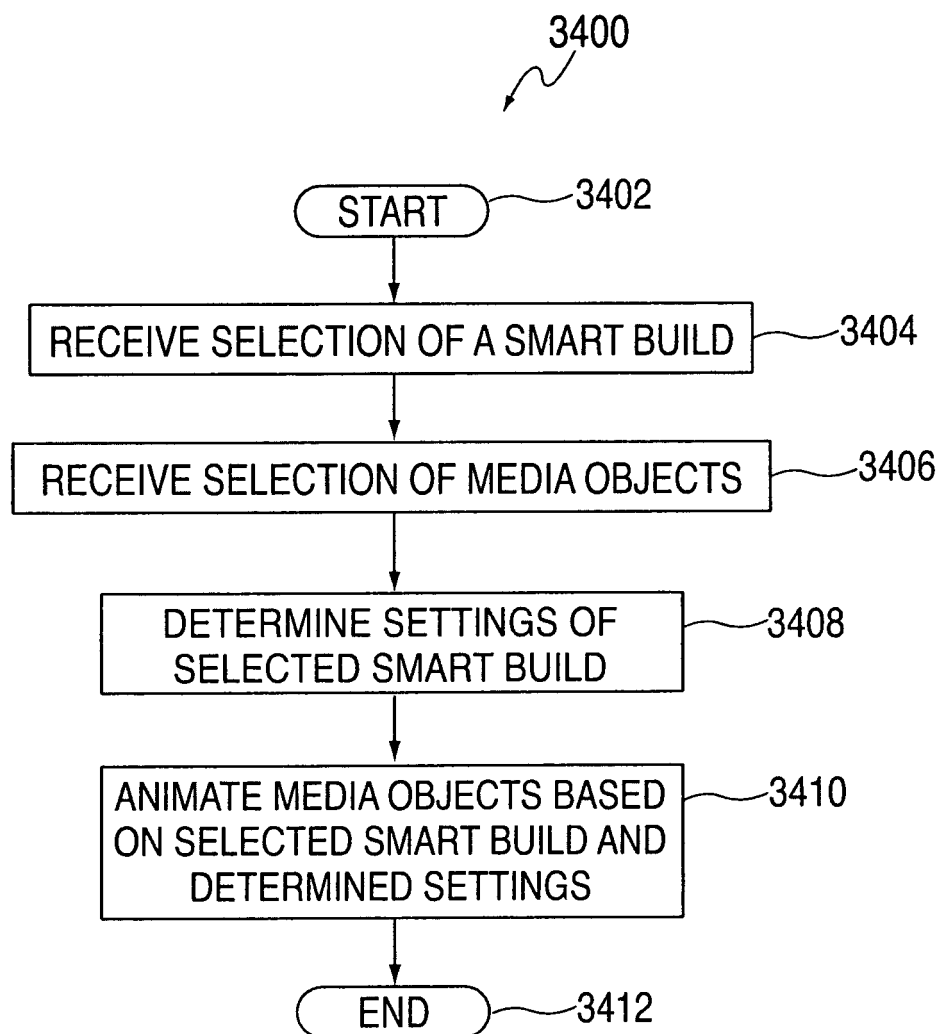 3400
START
3402
RECEIVE SELECTION OF A SMART BUILD
3404
RECEIVE SELECTION OF MEDIA OBJECTS
3406
DETERMINE SETTINGS OF
SELECTED SMART BUILD
3408
ANIMATE MEDIA OBJECTS BASED
ON SELECTED SMART BUILD AND
DETERMINED SETTINGS
3410
END
3412